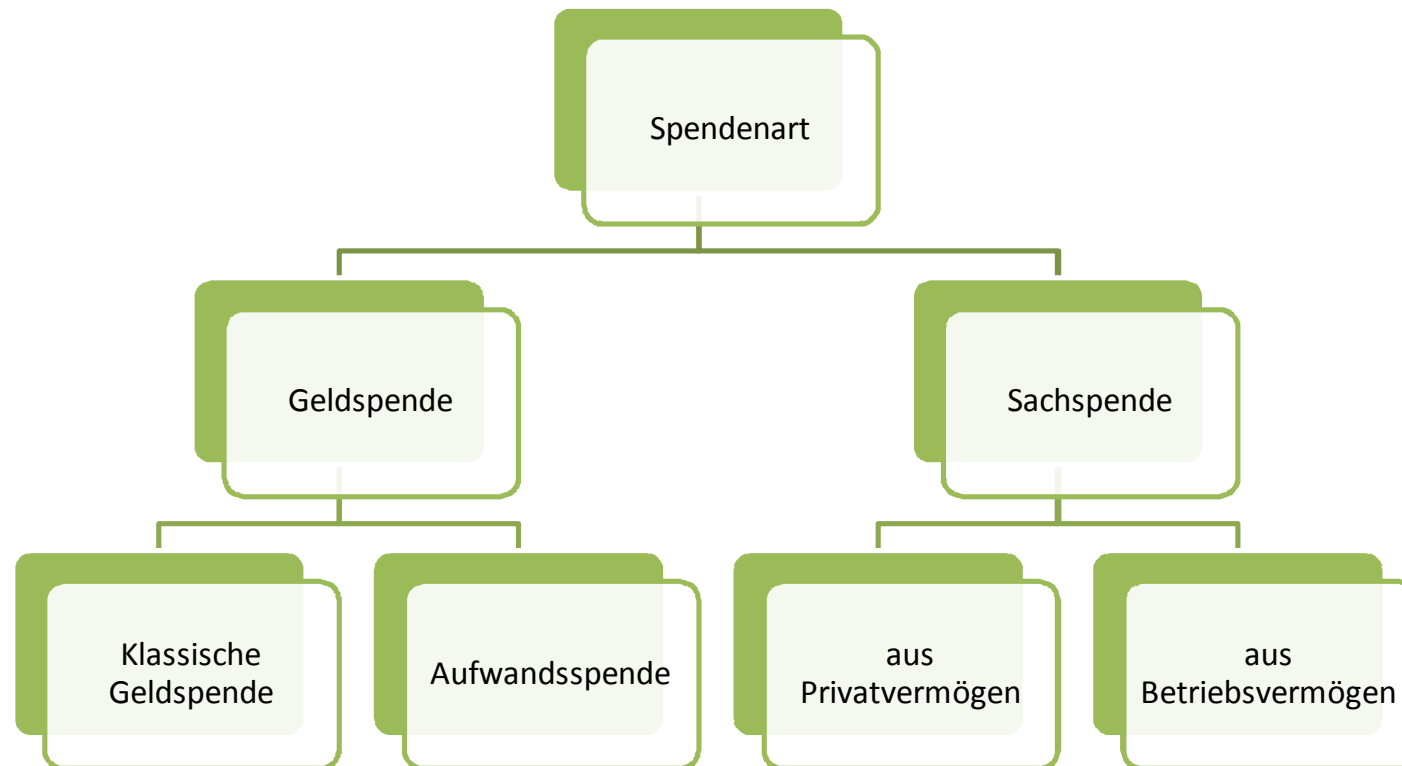 Spendenart
Geldspende
Sachspende
Klassische
Geldspende
Aufwandsspende
aus
Privatvermögen
aus
Betriebsvermögen